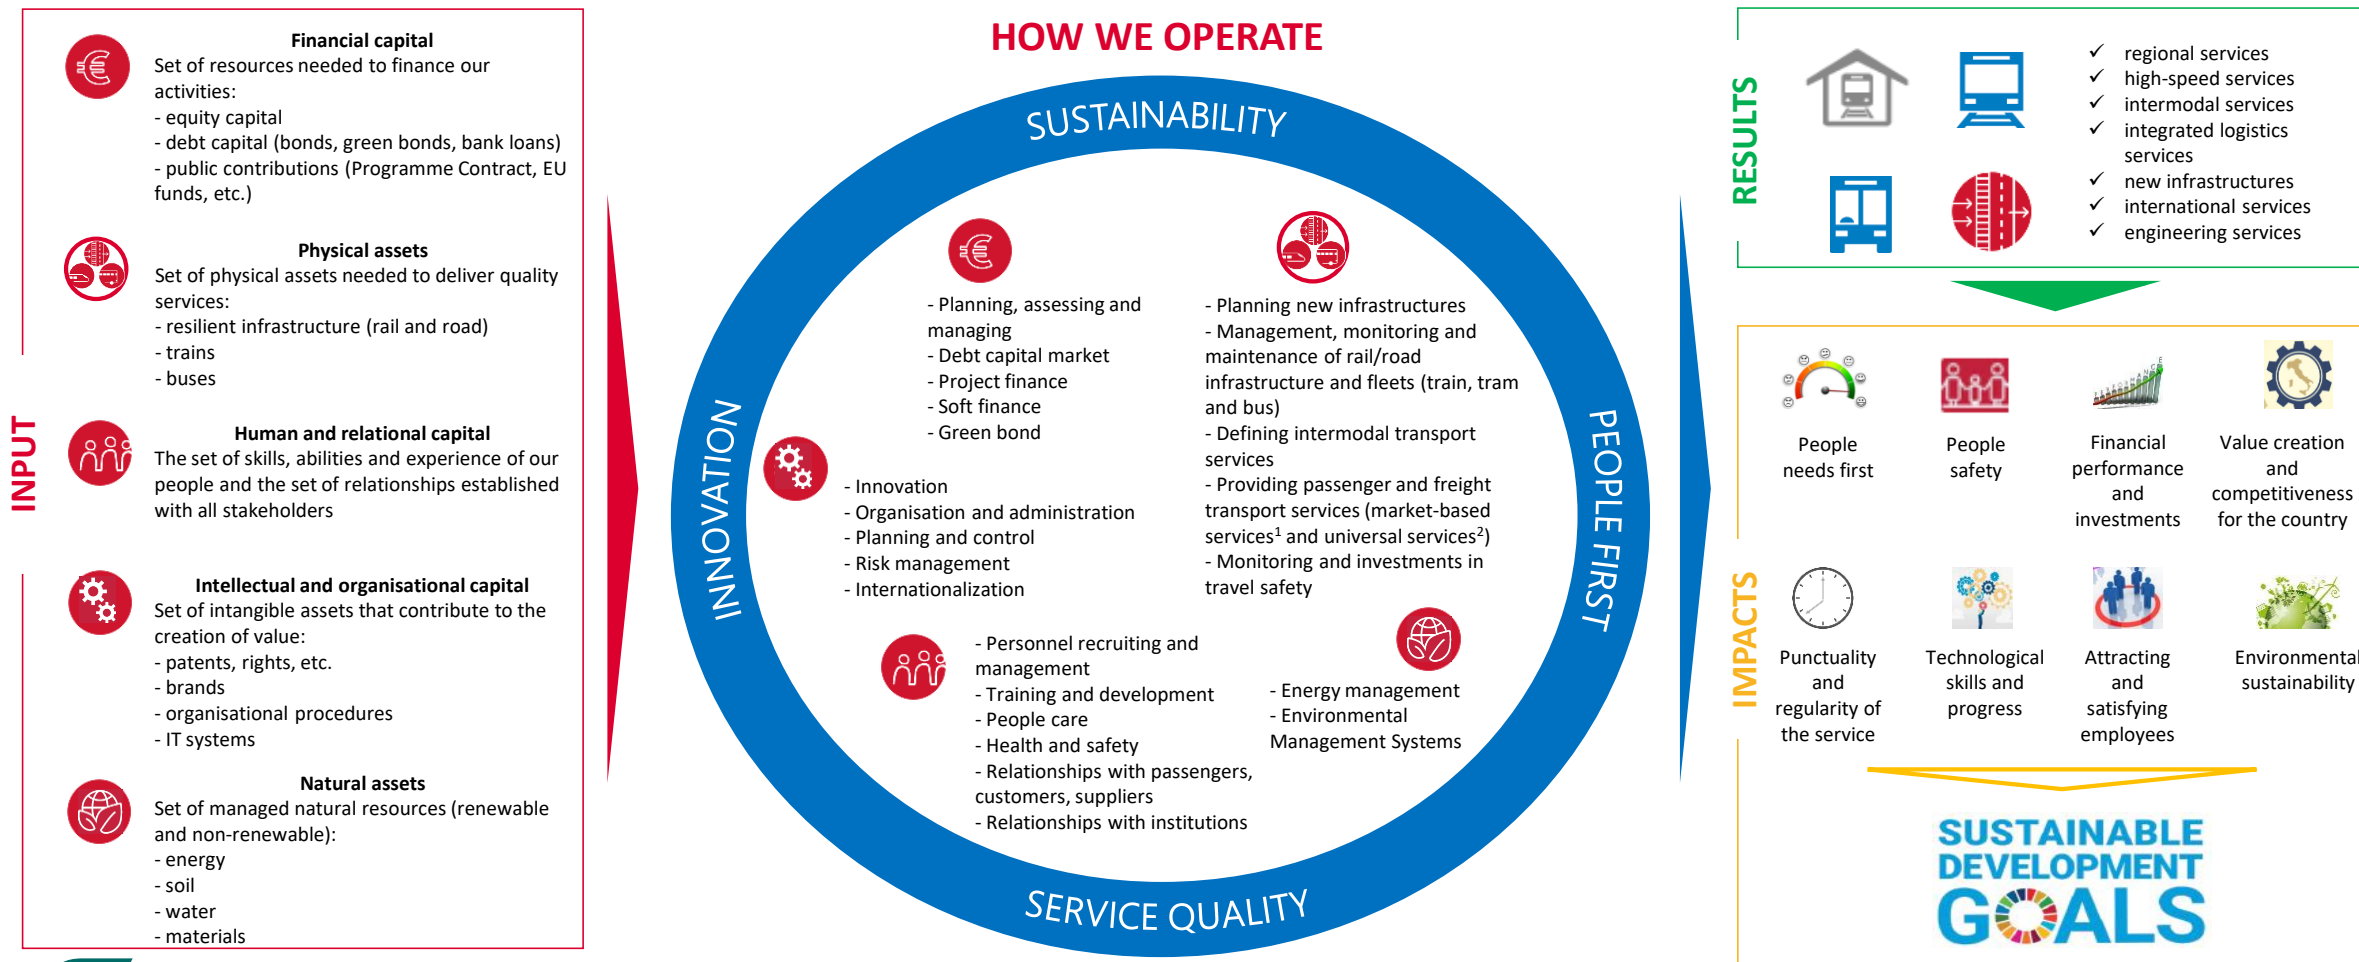 INPUT
Financial capital
Set of resources needed to finance our
activities:
- equity capital
- debt capital (bonds, green bonds, bank loans)
- public contributions (Programme Contract, EU
funds, etc.)
Physical assets
Set of physical assets needed to deliver quality
services:
- resilient infrastructure (rail and road)
- trains
- buses
Human and relational capital
The set of skills, abilities and experience of our
people and the set of relationships established
with all stakeholders
Intellectual and organisational capital
Set of intangible assets that contribute to the
creation of value:
- patents, rights, etc.
- brands
- organisational procedures
- IT systems
Natural assets
Set of managed natural resources (renewable
and non-renewable):
- energy
- soil
- water
- materials
HOW WE OPERATE
SUSTAINABILITY
INNOVATION
PEOPLE FIRST
SERVICE QUALITY
- Planning, assessing and
managing
- Debt capital market
- Project finance
- Soft finance
- Green bond
- Planning new infrastructures
- Management, monitoring and
maintenance of rail/road
infrastructure and fleets (train, tram
and bus)
- Defining intermodal transport
services
- Providing passenger and freight
transport services (market-based
services¹ and universal services²)
- Monitoring and investments in
travel safety
- Innovation
- Organisation and administration
- Planning and control
- Risk management
- Internationalization
- Personnel recruiting and
management
- Training and development
- People care
- Health and safety
- Relationships with passengers,
customers, suppliers
- Relationships with institutions
- Energy management
- Environmental
Management Systems
RESULTS
✓ regional services
✓ high-speed services
✓ intermodal services
✓ integrated logistics
services
✓ new infrastructures
✓ international services
✓ engineering services
IMPACTS
People
needs first
People
safety
Financial
performance
and
investments
Value creation
and
competitiveness
for the country
Punctuality
and
regularity of
the service
Technological
skills and
progress
Attracting
and
satisfying
employees
Environmental
sustainability
SUSTAINABLE
DEVELOPMENT
GOALS